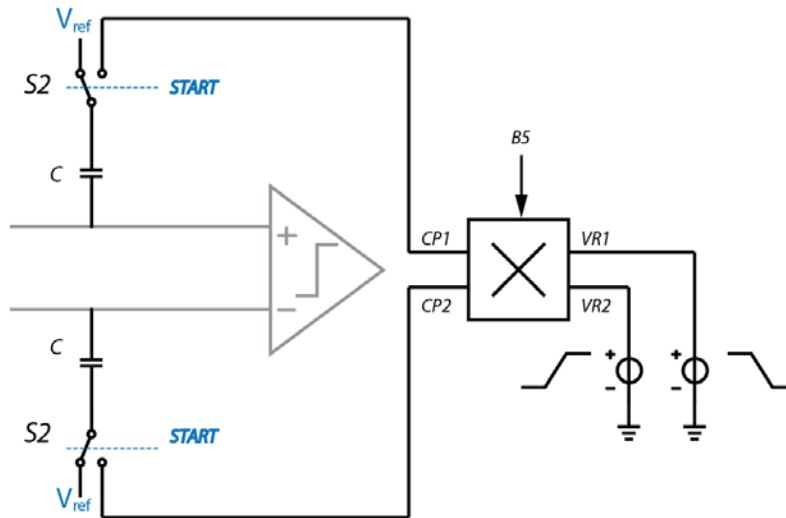 Vref
S2
START
C
B5
+
CP1
VR1
−
CP2
VR2
C
+
−
+
−
S2
START
Vref